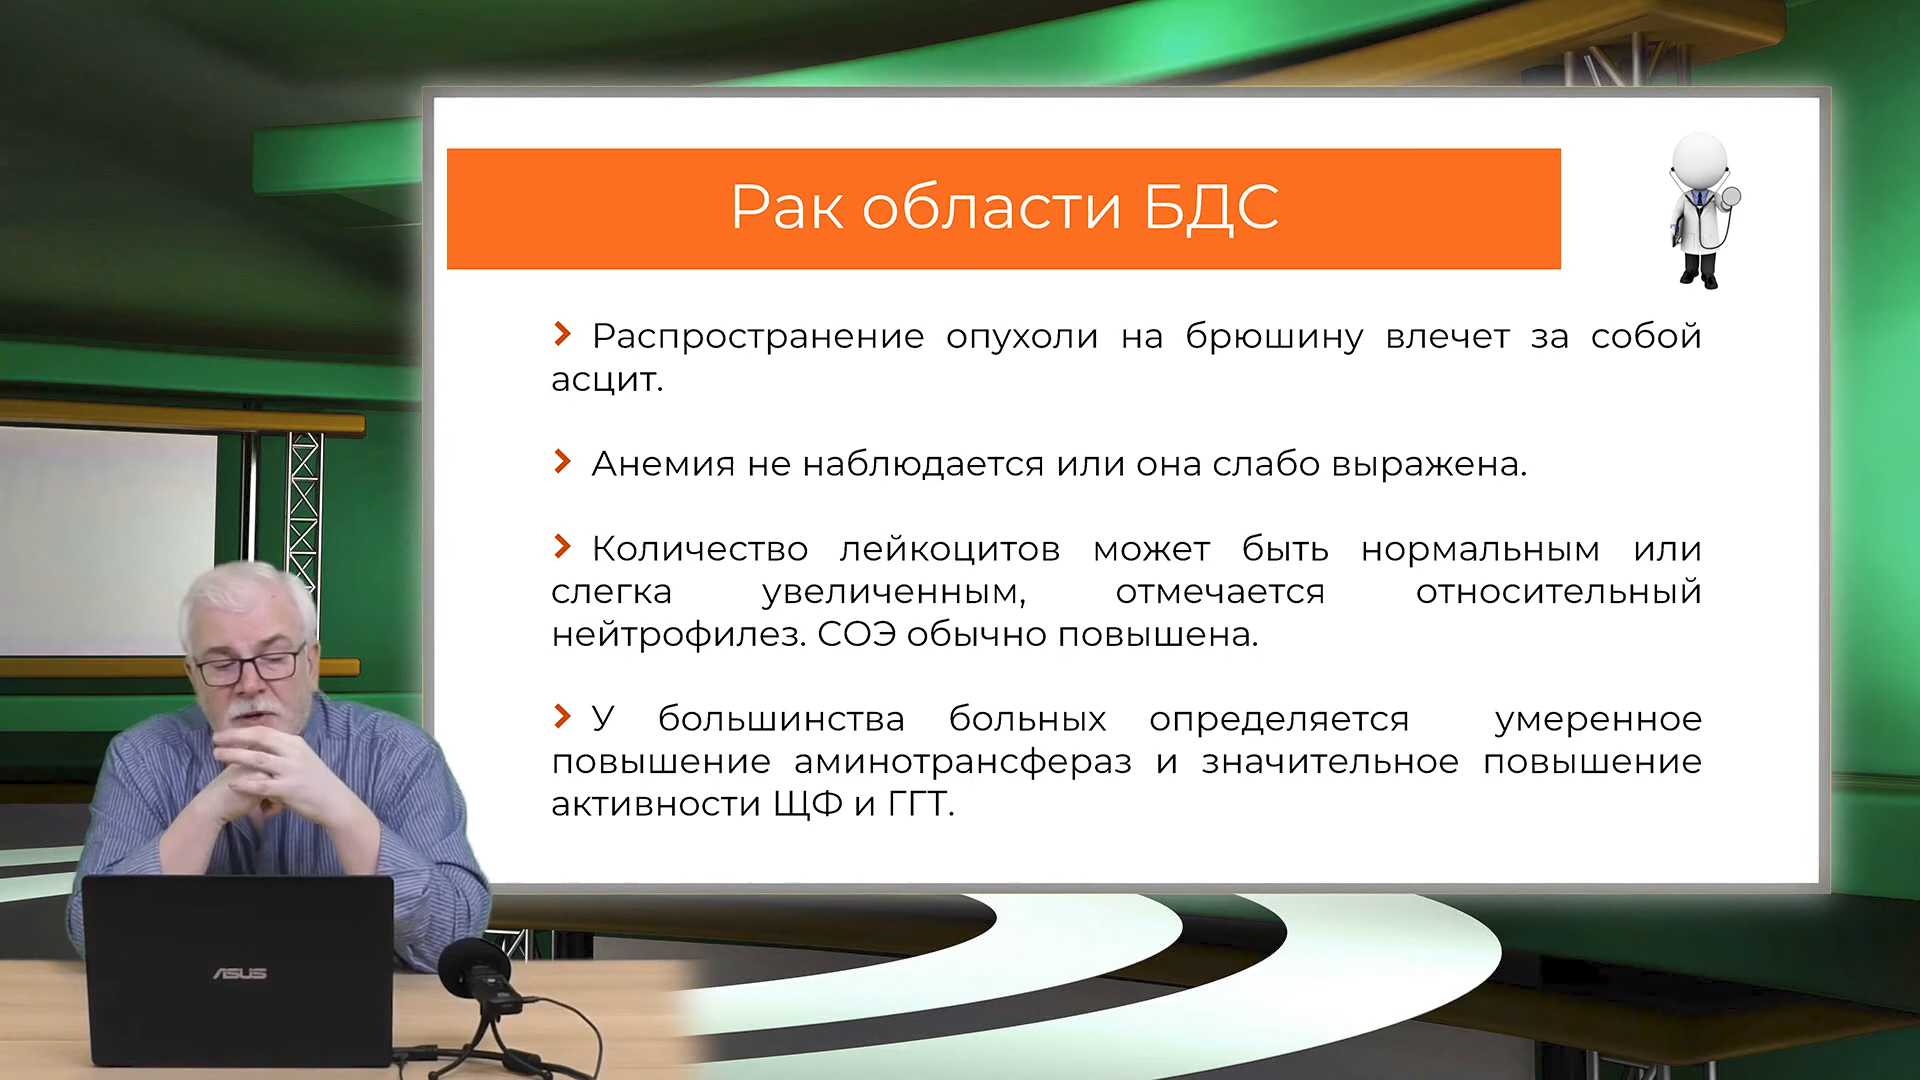 Рак области БДС
Распространение опухоли на брюшину влечет за собой
асцит.
Анемия не наблюдается или она слабо выражена.
Количество лейкоцитов может быть нормальным или
слегка увеличенным, отмечается относительный
нейтрофилез. СОЭ обычно повышена.
У большинства больных определяется умеренное
повышение аминотрансфераз и значительное повышение
активности ЩФ и ГГТ.
ASUS